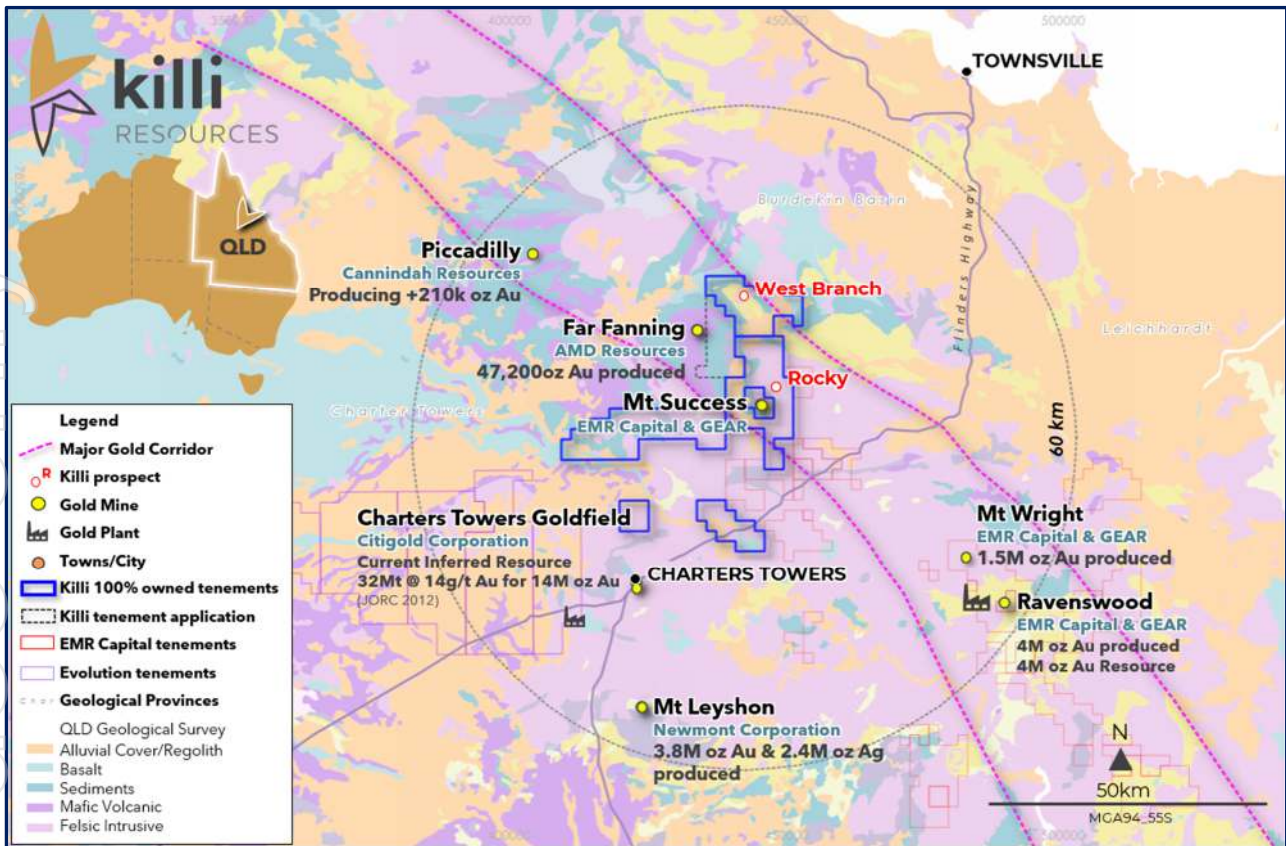 350000
400000
450000
500000
killi
RESOURCES
TOWNSVILLE
QLD
Burdekin Basin
Flinders Highway
Leichhardt
Piccadilly
Cannindah Resources
Producing +210k oz Au
West Branch
Far Fanning
AMD Resources
47,200oz Au produced
Rocky
Mt Success
EMR Capital & GEAR
Charter Towers
60 km
Legend
Major Gold Corridor
R
Killi prospect
Gold Mine
Gold Plant
Towns/City
Killi 100% owned tenements
Killi tenement application
EMR Capital tenements
Evolution tenements
Char
Geological Provinces
QLD Geological Survey
Alluvial Cover/Regolith
Basalt
Sediments
Mafic Volcanic
Felsic Intrusive
Charters Towers Goldfield
Citigold Corporation
Current Inferred Resource
32Mt @ 14g/t Au for 14M oz Au
(JORC 2012)
CHARTERS TOWERS
Mt Wright
EMR Capital & GEAR
1.5M oz Au produced
Ravenswood
EMR Capital & GEAR
4M oz Au produced
4M oz Au Resource
Mt Leyshon
Newmont Corporation
3.8M oz Au & 2.4M oz Ag
produced
N
50km
MGA94_55S
400000
500000